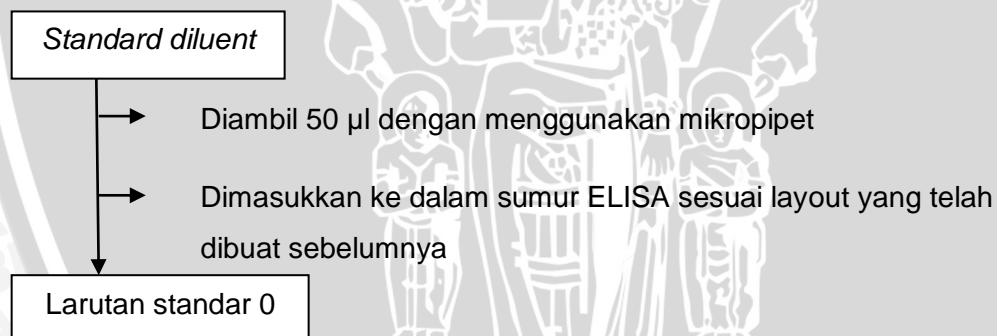 Standard diluent
Diambil 50 µl dengan menggunakan mikropipet
Dimasukkan ke dalam sumur ELISA sesuai layout yang telah
dibuat sebelumnya
Larutan standar 0